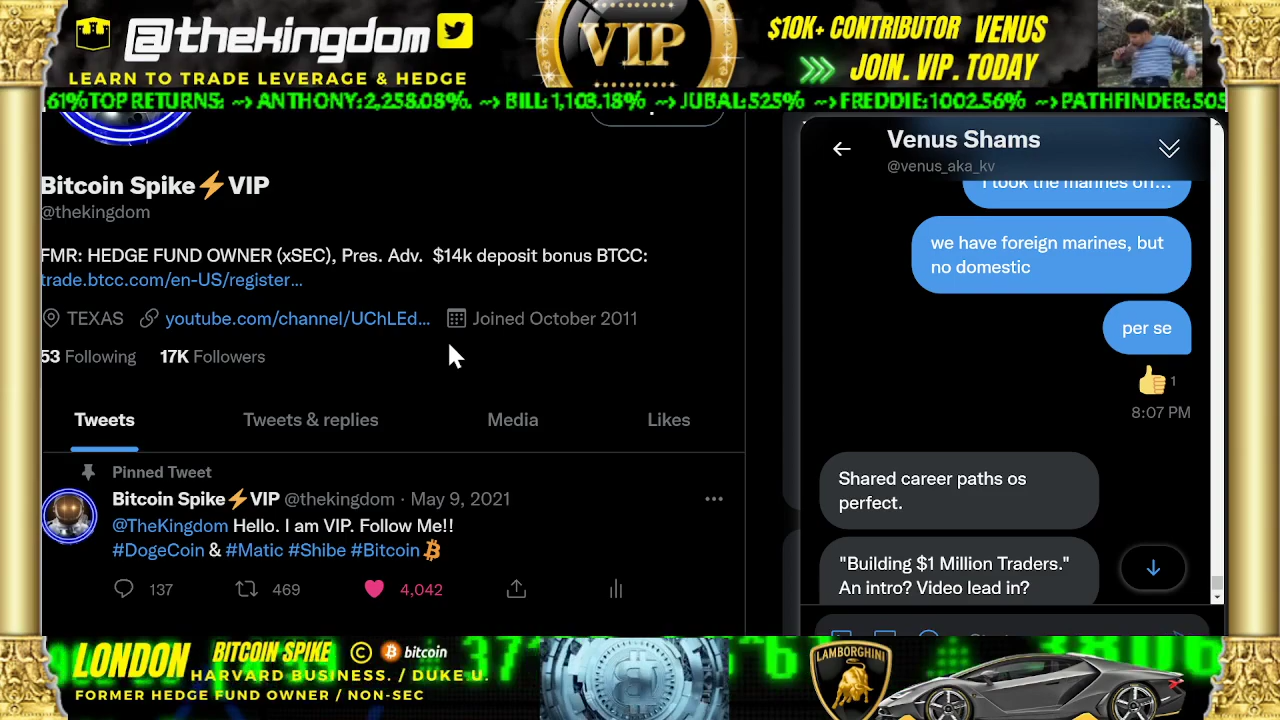 @thekingdom
LEARN TO TRADE LEVERAGE & HEDGE
VIP
$10K+ CONTRIBUTOR VENUS
JOIN. VIP. TODAY
61% TOP RETURNS: ~> ANTHONY: 2,258.08%. ~> BILL: 1,103.18% ~> JUBAL: 525% ~> FREDDIE: 1002.56% ~> PATHFINDER: 505
Bitcoin Spike⚡VIP
@thekingdom
FMR: HEDGE FUND OWNER (xSEC), Pres. Adv. $14k deposit bonus BTCC:
trade.btcc.com/en-US/register…
TEXAS youtube.com/channel/UChLEd… Joined October 2011
53 Following 17K Followers
Tweets Tweets & replies Media Likes
Pinned Tweet
Bitcoin Spike⚡VIP @thekingdom · May 9, 2021
@TheKingdom Hello. I am VIP. Follow Me!!
#DogeCoin & #Matic #Shibe #Bitcoin
137 469 4,042
Venus Shams
@venus_aka_kv
I took the marines off...
we have foreign marines, but
no domestic
per se
👍 1
8:07 PM
Shared career paths os
perfect.
"Building $1 Million Traders."
An intro? Video lead in?
LONDON BITCOIN SPIKE © bitcoin
HARVARD BUSINESS. / DUKE U.
FORMER HEDGE FUND OWNER / NON-SEC
LAMBORGHINI